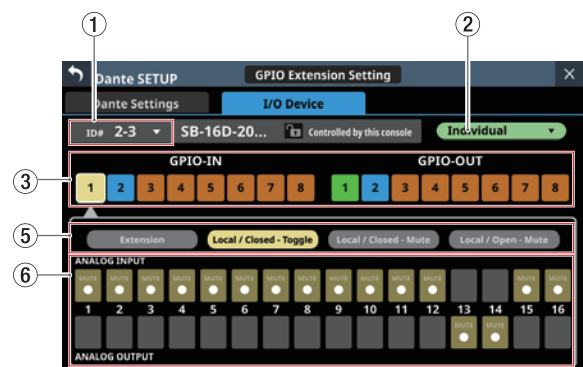 ① ②
Dante SETUP GPIO Extension Setting ×
Dante Settings I/O Device
ID# 2-3 ▼ SB-16D-20... Controlled by this console Individual ▼
GPIO-IN GPIO-OUT
③ 1 2 3 4 5 6 7 8 1 2 3 4 5 6 7 8
⑤ Extension Local / Closed - Toggle Local / Closed - Mute Local / Open - Mute
⑥ ANALOG INPUT
MUTE MUTE MUTE MUTE MUTE MUTE MUTE MUTE MUTE MUTE MUTE MUTE MUTE MUTE
1 2 3 4 5 6 7 8 9 10 11 12 13 14 15 16
MUTE MUTE
ANALOG OUTPUT